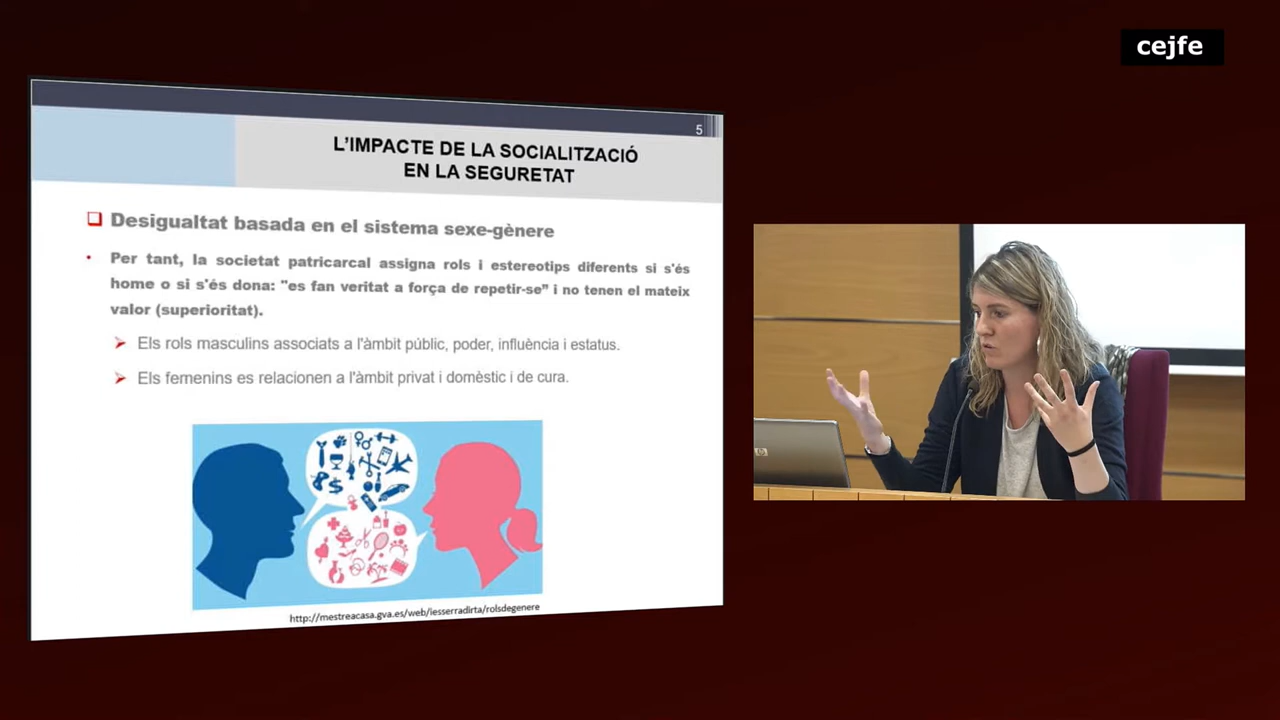 cejfe
5
L'IMPACTE DE LA SOCIALITZACIÓ
EN LA SEGURETAT
Desigualtat basada en el sistema sexe-gènere
Per tant, la societat patricarcal assigna rols i estereotips diferents si s'és
home o si s'és dona: "es fan veritat a força de repetir-se" i no tenen el mateix
valor (superioritat).
Els rols masculins associats a l'àmbit públic, poder, influència i estatus.
Els femenins es relacionen a l'àmbit privat i domèstic i de cura.
http://mestreacasa.gva.es/web/iesserradirta/rolsdegenere